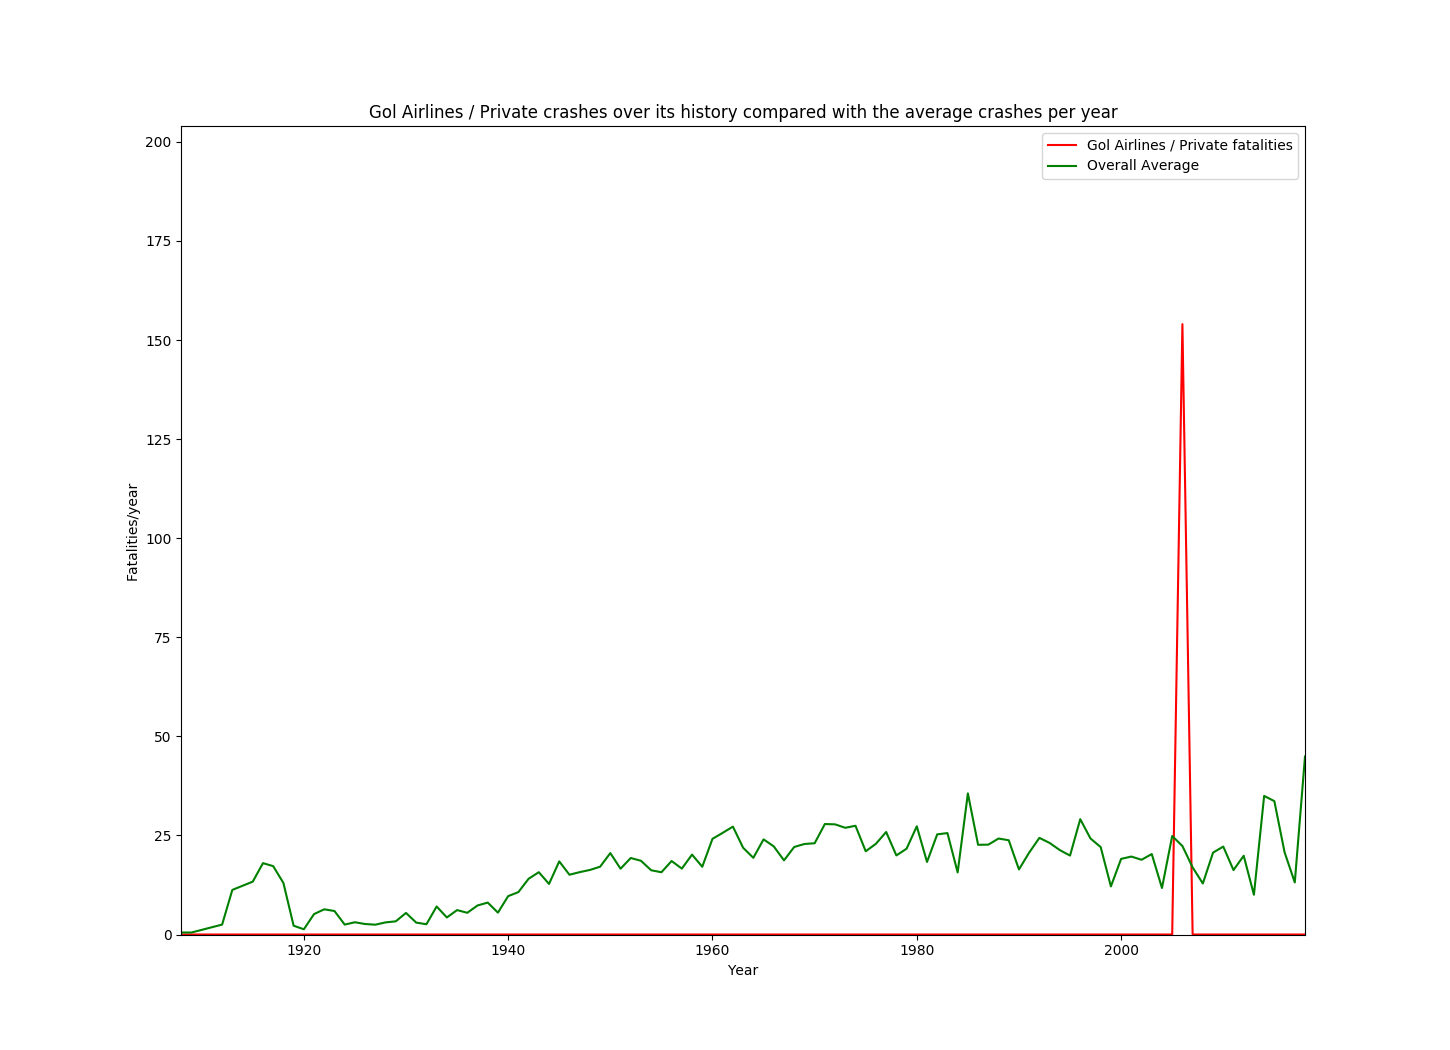 Gol Airlines / Private crashes over its history compared with the average crashes per year
Gol Airlines / Private fatalities
Overall Average
Fatalities/year
200
175
150
125
100
75
50
25
0
1920 1940 1960 1980 2000
Year